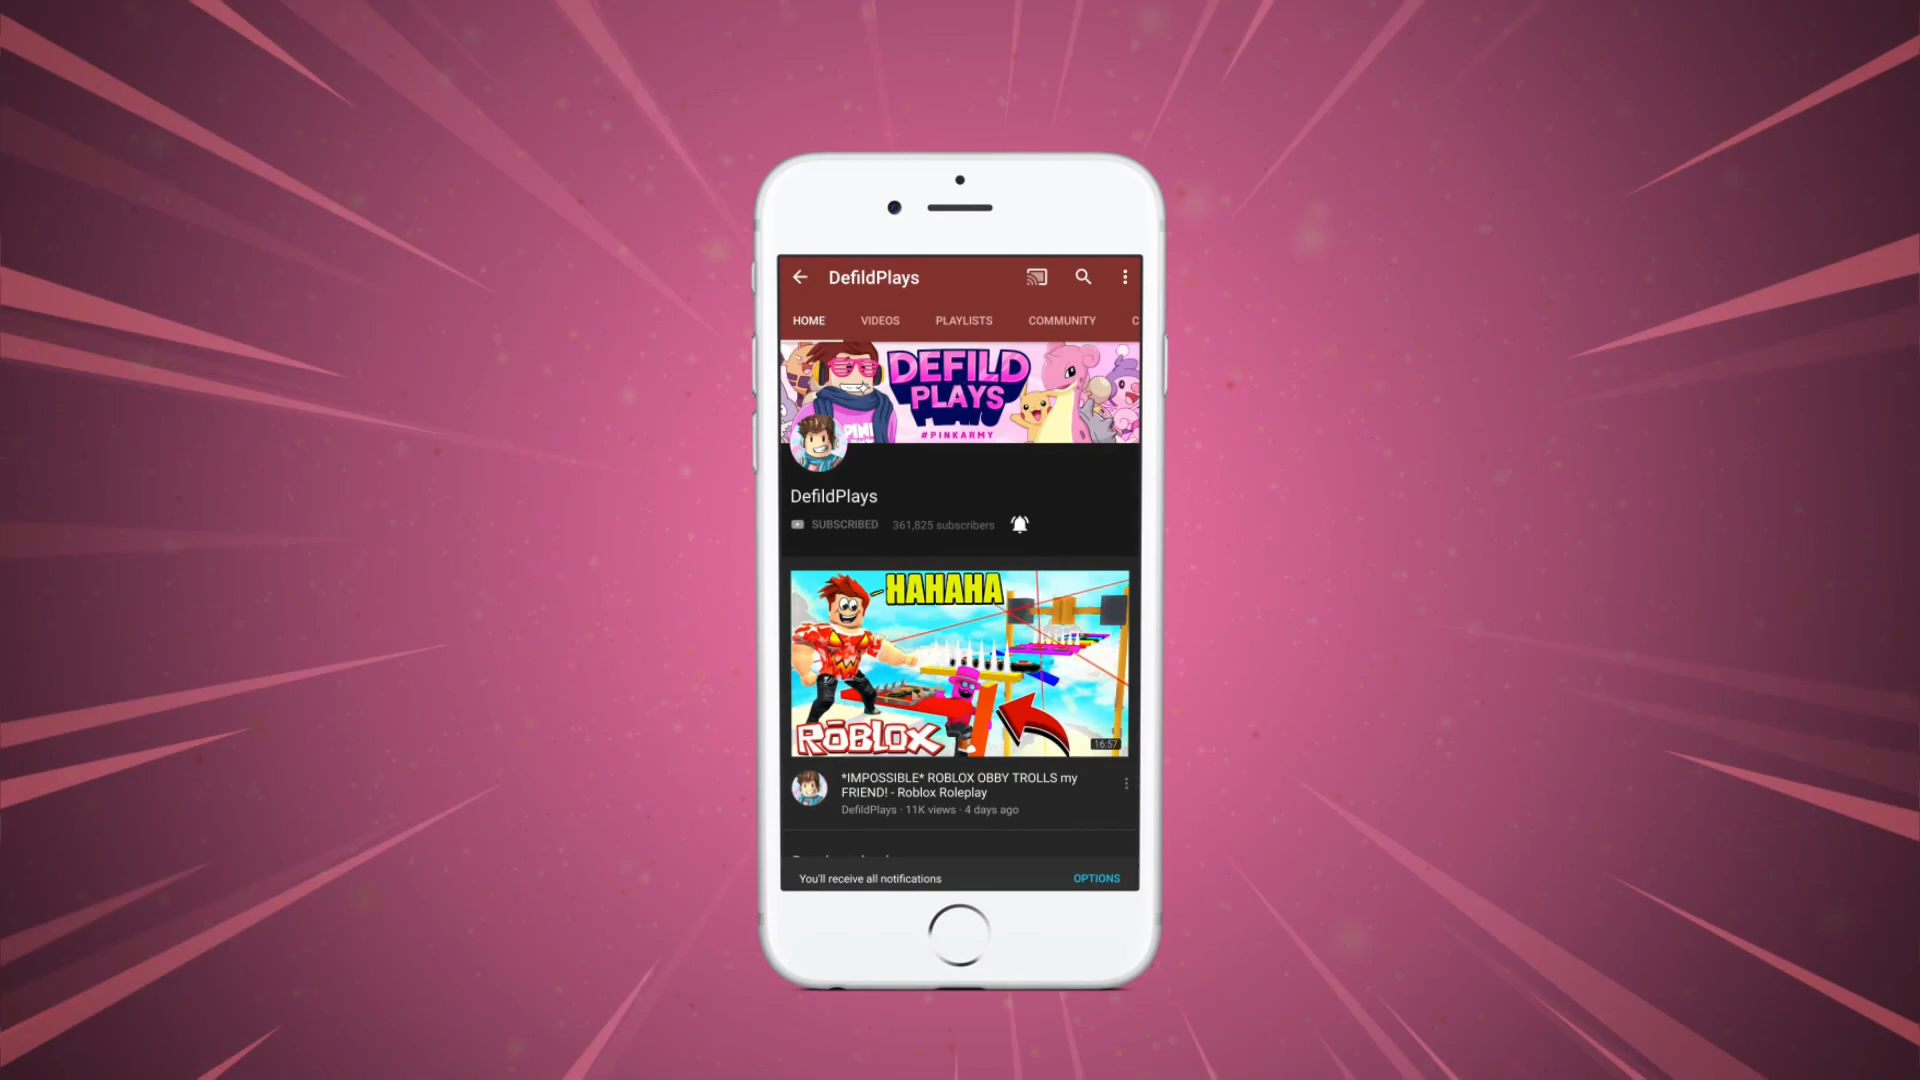 DefildPlays
HOME VIDEOS PLAYLISTS COMMUNITY C
DEFILD
PLAYS
#PINKARMY
PINK
DefildPlays
SUBSCRIBED 361,825 subscribers
HAHAHA
ROBLOX
16:57
*IMPOSSIBLE* ROBLOX OBBY TROLLS my
FRIEND! - Roblox Roleplay
DefildPlays · 11K views · 4 days ago
You'll receive all notifications OPTIONS